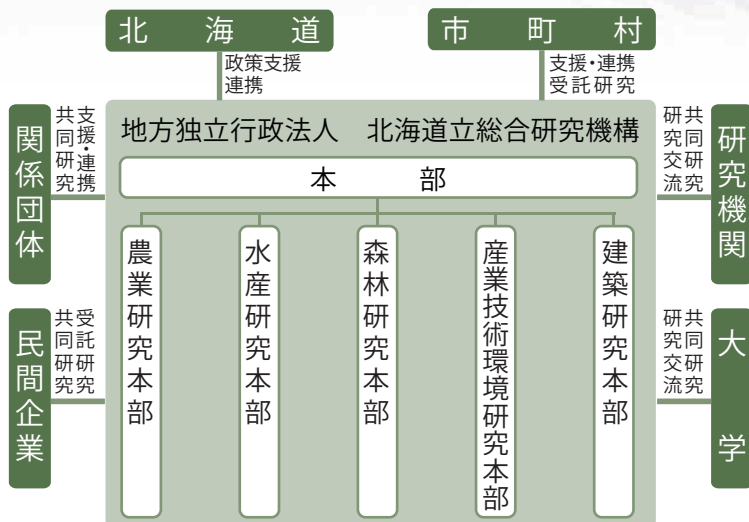 北海道
市町村
政策支援
連携
支援・連携
受託研究
関係団体
支援・連携
共同研究
地方独立行政法人 北海道立総合研究機構
共同研究
研究交流
研究機関
本部
農業研究本部
水産研究本部
森林研究本部
産業技術環境研究本部
建築研究本部
民間企業
受託研究
共同研究
共同研究
研究交流
大学